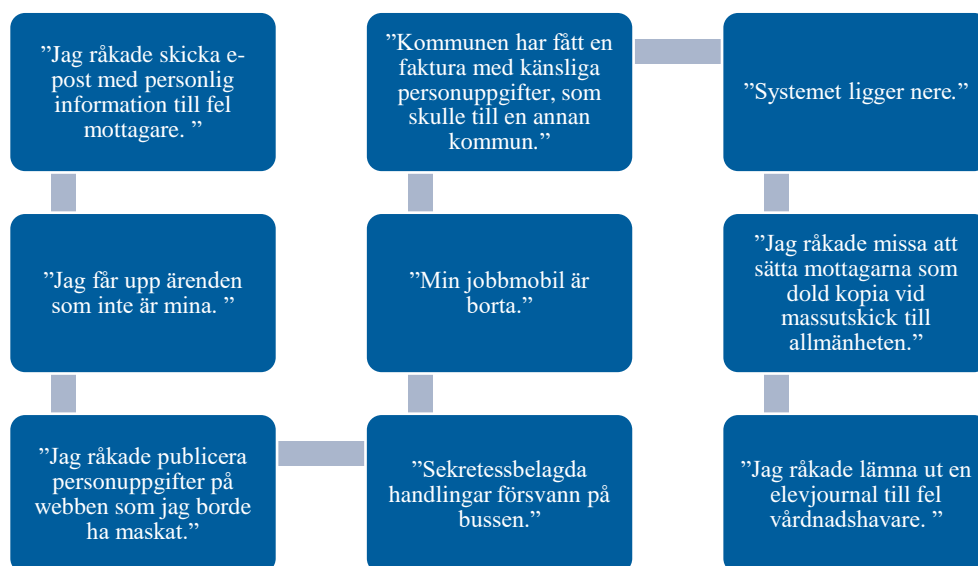 ”Jag råkade skicka e-
post med personlig
information till fel
mottagare. ”
”Jag får upp ärenden
som inte är mina. ”
”Jag råkade publicera
personuppgifter på
webben som jag borde
ha maskat.”
”Sekretessbelagda
handlingar försvann på
bussen.”
”Min jobbmobil är
borta.”
”Kommunen har fått en
faktura med känsliga
personuppgifter, som
skulle till en annan
kommun.”
”Systemet ligger nere.”
”Jag råkade missa att
sätta mottagarna som
dold kopia vid
massutskick till
allmänheten.”
”Jag råkade lämna ut en
elevjournal till fel
vårdnadshavare. ”